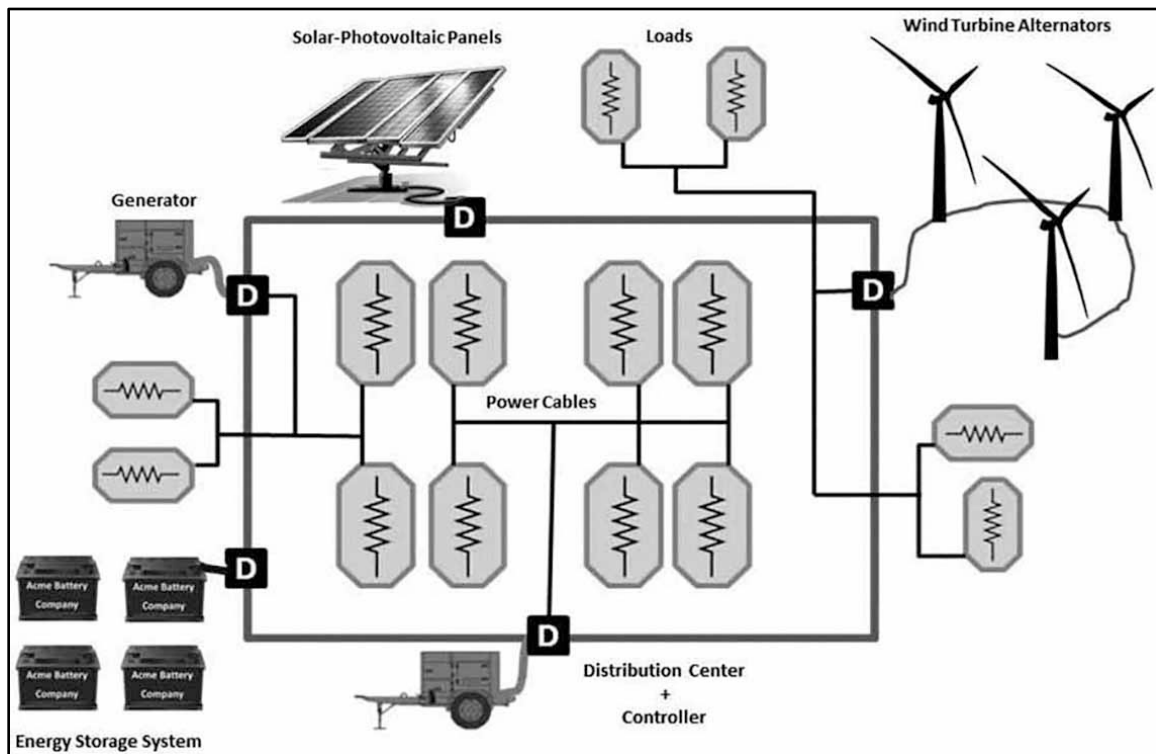 Solar-Photovoltaic Panels
Loads
Wind Turbine Alternators
Generator
D
D
D
Power Cables
D
Acme Battery
Company
Acme Battery
Company
D
Acme Battery
Company
Acme Battery
Company
Distribution Center
+
Controller
Energy Storage System